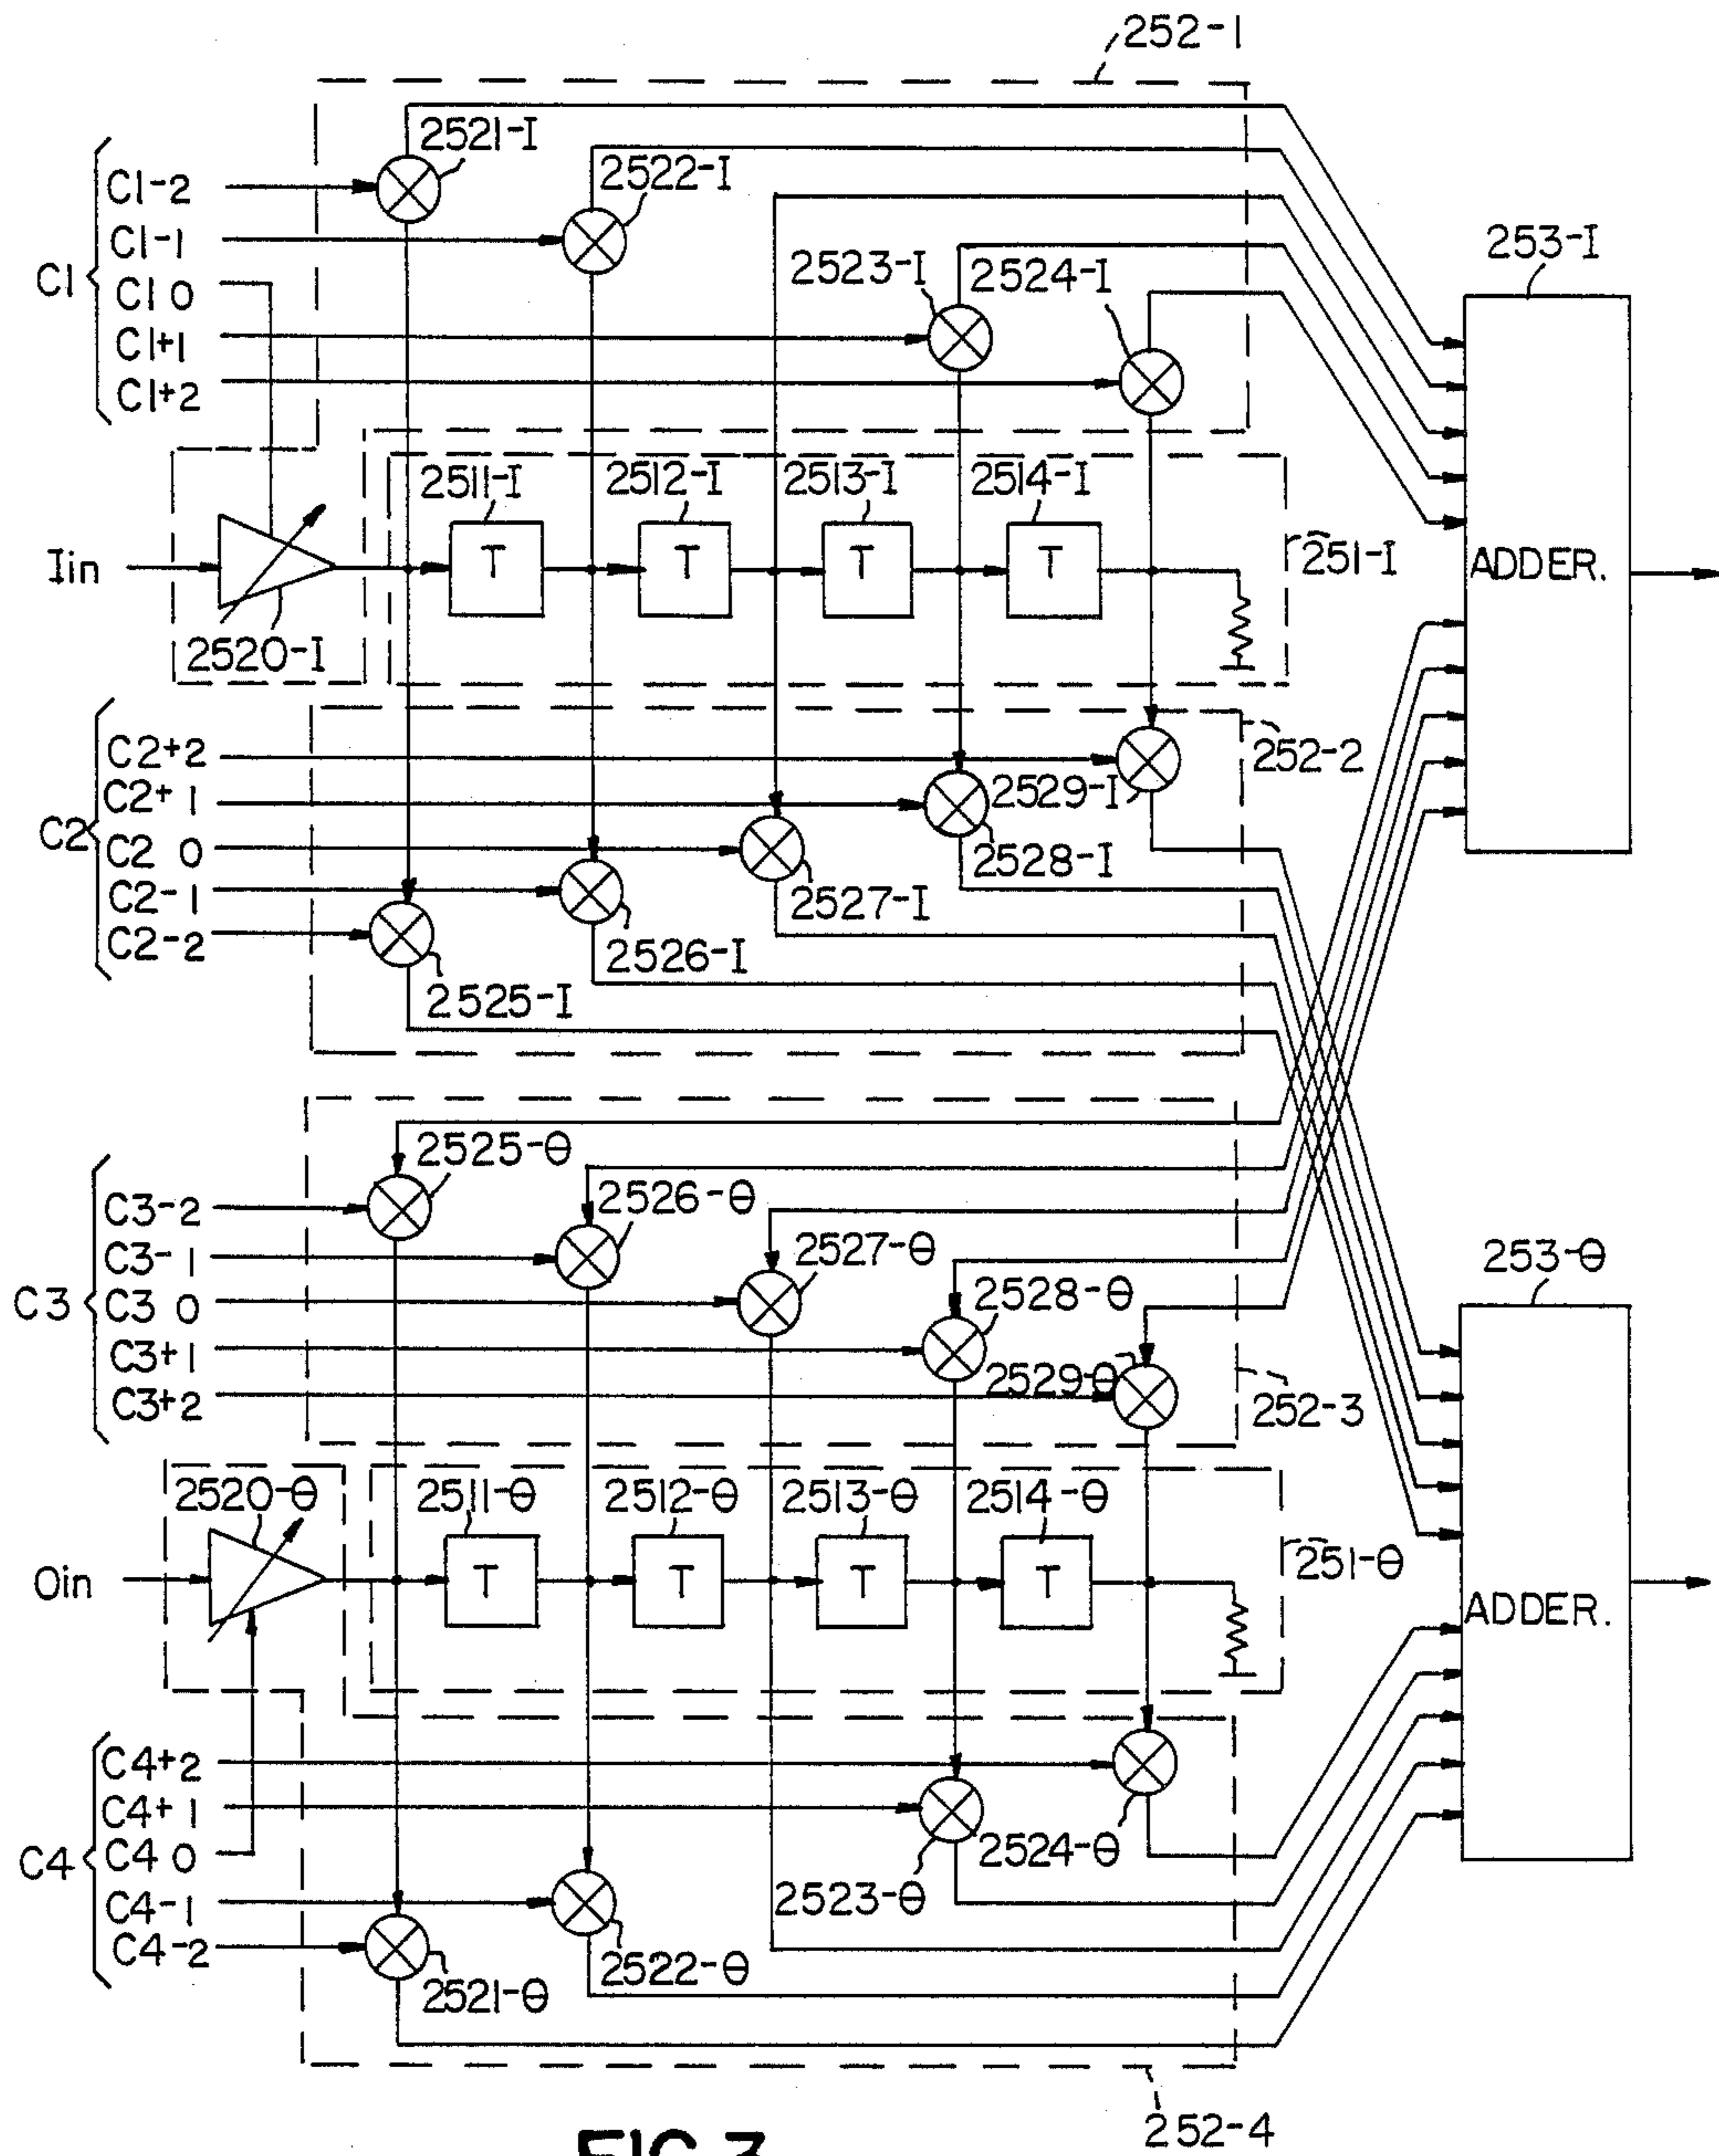 252-1
2521-I
2522-I
C1-2
C1-1
C1 0
C1+1
C1+2
C1
2523-I
2524-I
253-I
2511-I
2512-I
2513-I
2514-I
T
T
T
T
Iin
2520-I
251-I
ADDER.
C2+2
C2+1
C2 0
C2-1
C2-2
C2
252-2
2529-I
2528-I
2527-I
2526-I
2525-I
2525-θ
2526-θ
2527-θ
2528-θ
2529-θ
C3-2
C3-1
C3 0
C3+1
C3+2
C3
252-3
253-θ
2520-θ
2511-θ
2512-θ
2513-θ
2514-θ
T
T
T
T
Oin
251-θ
ADDER.
C4+2
C4+1
C4 0
C4-1
C4-2
C4
2524-θ
2523-θ
2522-θ
2521-θ
252-4
FIG.3